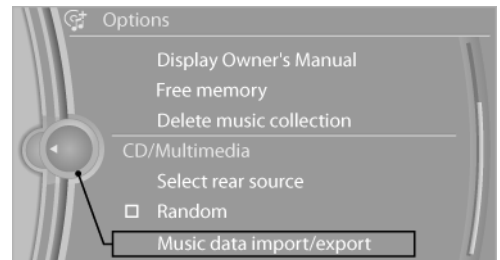 Options
Display Owner's Manual
Free memory
Delete music collection
CD/Multimedia
Select rear source
Random
Music data import/export